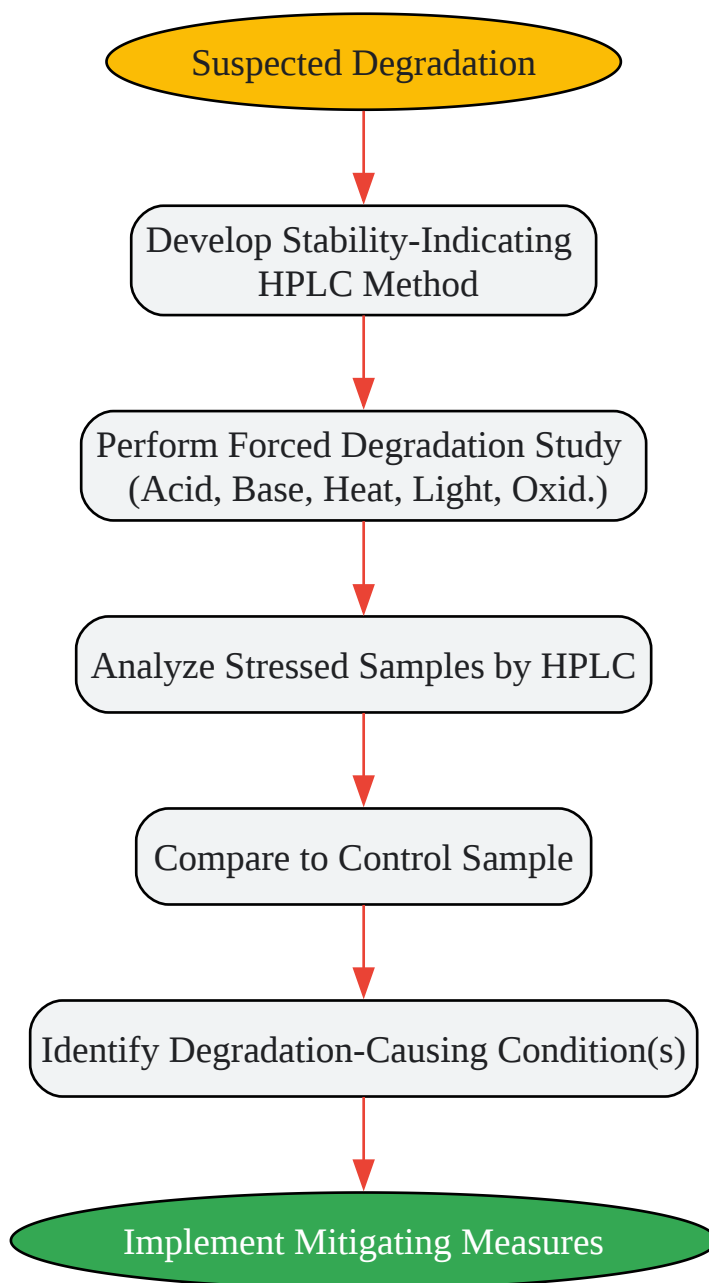 Suspected Degradation
Develop Stability-Indicating
HPLC Method
Perform Forced Degradation Study
(Acid, Base, Heat, Light, Oxid.)
Analyze Stressed Samples by HPLC
Compare to Control Sample
Identify Degradation-Causing Condition(s)
Implement Mitigating Measures